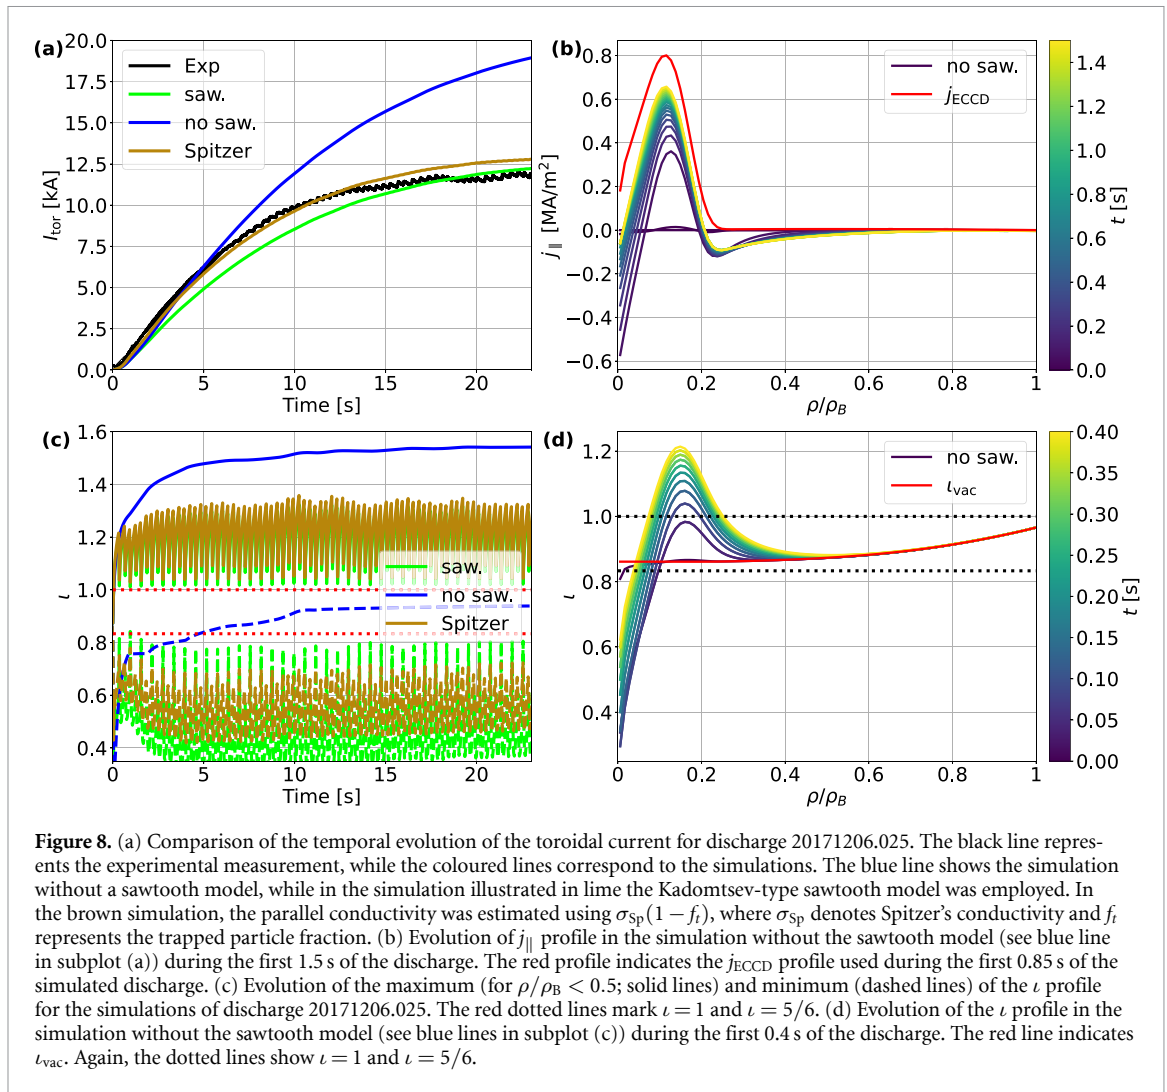 (a)
20.0
17.5
15.0
12.5
10.0
7.5
5.0
2.5
0.0
I_tor [kA]
Exp
saw.
no saw.
Spitzer
0
5
10
15
20
Time [s]
(b)
0.8
0.6
0.4
0.2
0.0
−0.2
−0.4
−0.6
j_∥ [MA/m²]
no saw.
j_ECCD
0
0.2
0.4
0.6
0.8
1
ρ/ρ_B
1.4
1.2
1.0
0.8
0.6
0.4
0.2
0.0
t [s]
(c)
1.6
1.4
1.2
1.0
0.8
0.6
0.4
ι
saw.
no saw.
Spitzer
0
5
10
15
20
Time [s]
(d)
1.2
1.0
0.8
0.6
0.4
ι
no saw.
ι_vac
0
0.2
0.4
0.6
0.8
1
ρ/ρ_B
0.40
0.35
0.30
0.25
0.20
0.15
0.10
0.05
0.00
t [s]
Figure 8. (a) Comparison of the temporal evolution of the toroidal current for discharge 20171206.025. The black line repres-
ents the experimental measurement, while the coloured lines correspond to the simulations. The blue line shows the simulation
without a sawtooth model, while in the simulation illustrated in lime the Kadomtsev-type sawtooth model was employed. In
the brown simulation, the parallel conductivity was estimated using σ_Sp(1 − f_t), where σ_Sp denotes Spitzer's conductivity and f_t
represents the trapped particle fraction. (b) Evolution of j_∥ profile in the simulation without the sawtooth model (see blue line
in subplot (a)) during the first 1.5 s of the discharge. The red profile indicates the j_ECCD profile used during the first 0.85 s of the
simulated discharge. (c) Evolution of the maximum (for ρ/ρ_B < 0.5; solid lines) and minimum (dashed lines) of the ι profile
for the simulations of discharge 20171206.025. The red dotted lines mark ι = 1 and ι = 5/6. (d) Evolution of the ι profile in the
simulation without the sawtooth model (see blue lines in subplot (c)) during the first 0.4 s of the discharge. The red line indicates
ι_vac. Again, the dotted lines show ι = 1 and ι = 5/6.